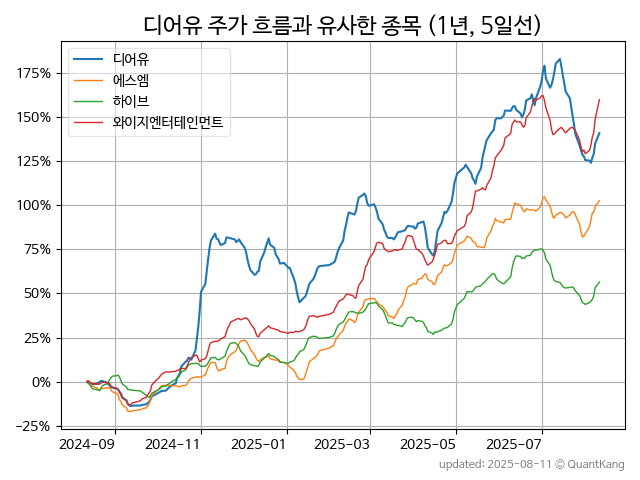 디어유 주가 흐름과 유사한 종목 (1년, 5일선)
디어유
에스엠
하이브
와이지엔터테인먼트
175%
150%
125%
100%
75%
50%
25%
0%
−25%
2024-09 2024-11 2025-01 2025-03 2025-05 2025-07
updated: 2025-08-11 © QuantKang